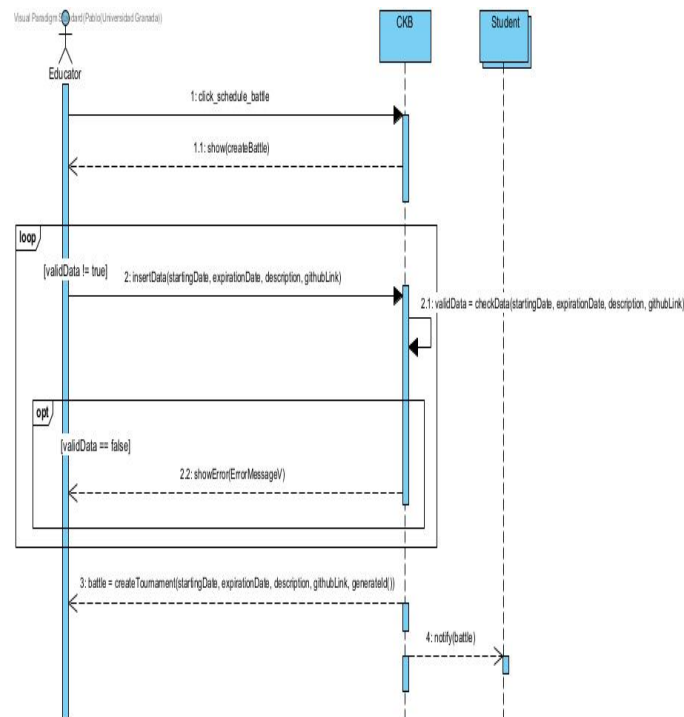 Visual Paradigm Standard(Pablo(Universidad Granada))
CKB
Student
Educator
1: click_schedule_battle
1.1: show(createBattle)
loop
[validData != true]
2: insertData(startingDate, expirationDate, description, githubLink)
2.1: validData = checkData(startingDate, expirationDate, description, githubLink)
opt
[validData == false]
2.2: showError(ErrorMessageV)
3: battle = createTournament(startingDate, expirationDate, description, githubLink, generateId())
4: notify(battle)